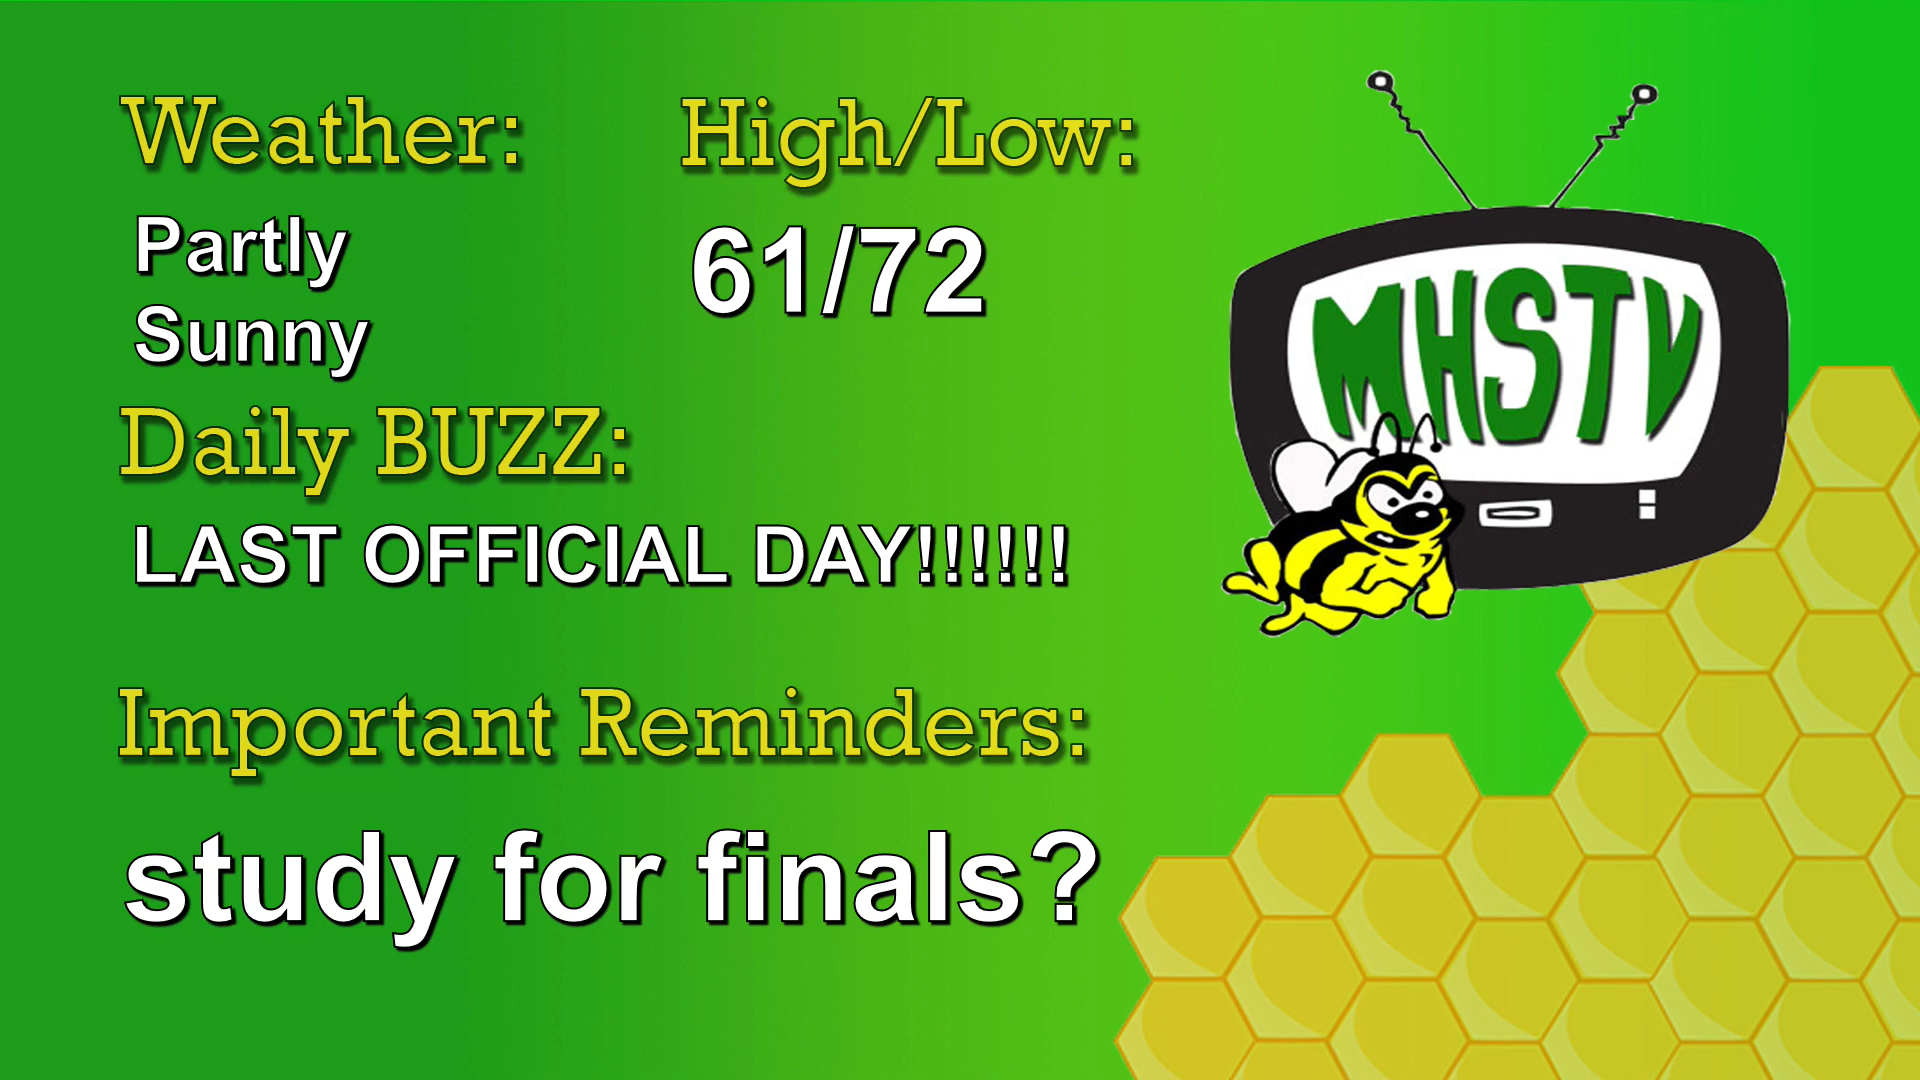 Weather:
High/Low:
Partly
Sunny
61/72
Daily BUZZ:
LAST OFFICIAL DAY!!!!!!
Important Reminders:
study for finals?
MHSTV